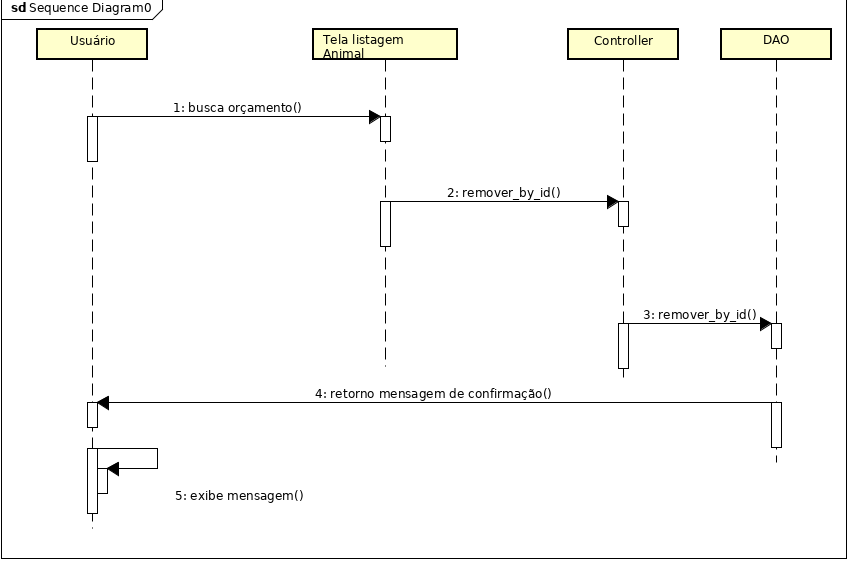 sd Sequence Diagram0
Usuário
Tela listagem
Animal
Controller
DAO
1: busca orçamento()
2: remover_by_id()
3: remover_by_id()
4: retorno mensagem de confirmação()
5: exibe mensagem()